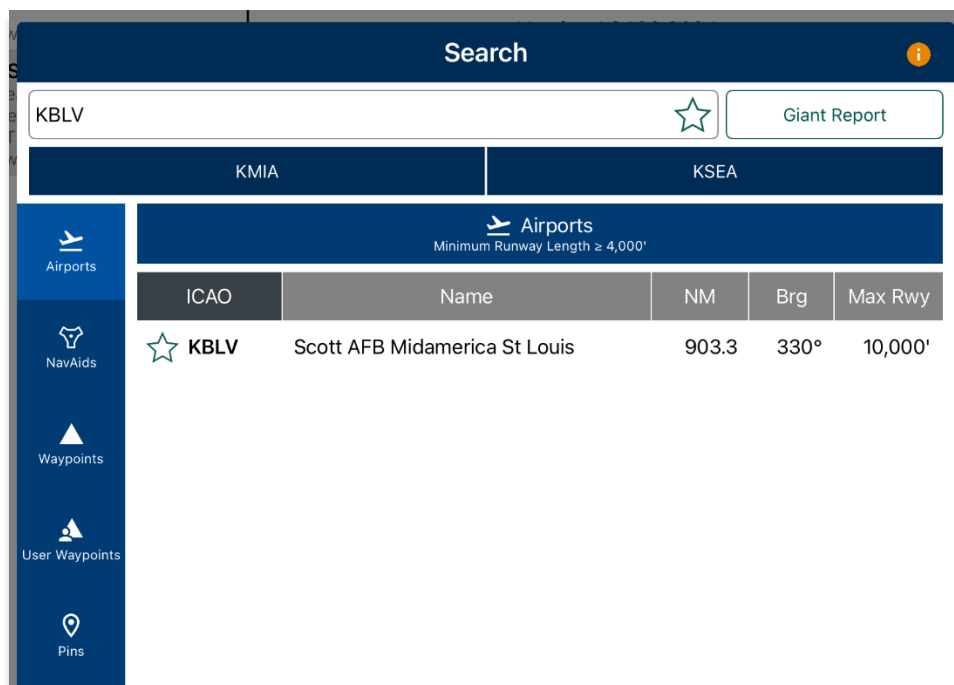 Search
i
KBLV
Giant Report
KMIA KSEA
Airports
Airports
Minimum Runway Length ≥ 4,000'
ICAO Name NM Brg Max Rwy
KBLV Scott AFB Midamerica St Louis 903.3 330° 10,000'
NavAids
Waypoints
User Waypoints
Pins